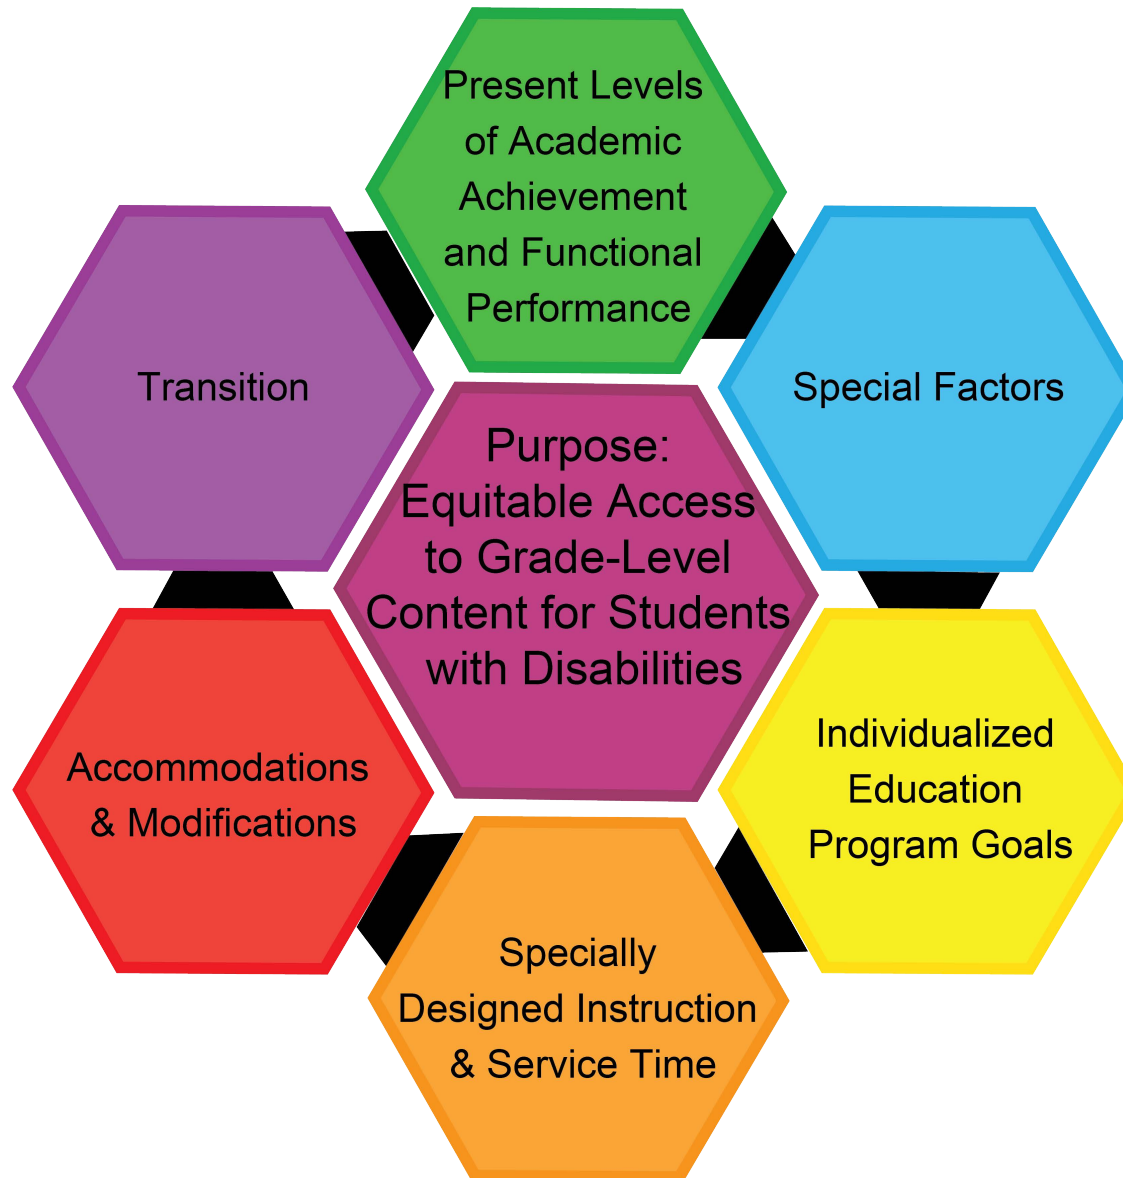 Present Levels
of Academic
Achievement
and Functional
Performance
Special Factors
Individualized
Education
Program Goals
Specially
Designed Instruction
& Service Time
Accommodations
& Modifications
Transition
Purpose:
Equitable Access
to Grade-Level
Content for Students
with Disabilities